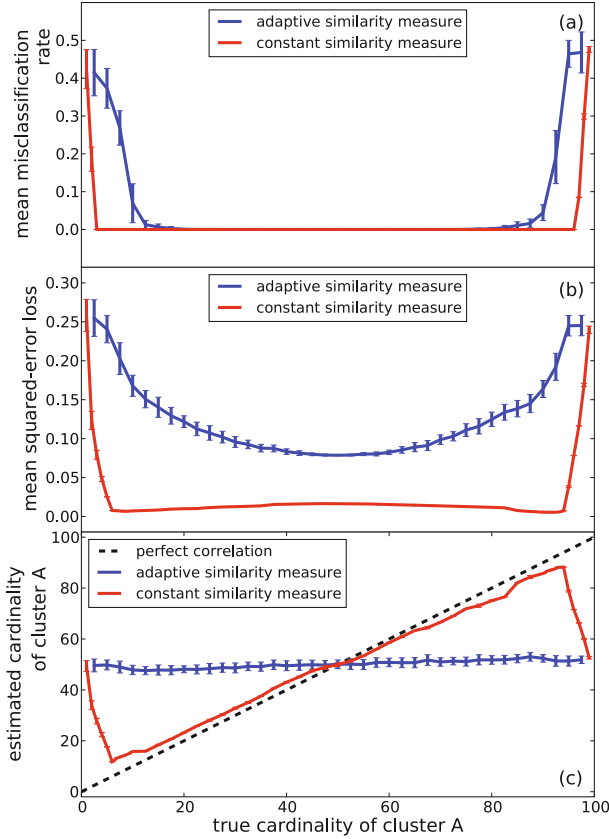 (a)
adaptive similarity measure
constant similarity measure
0.5
0.4
0.3
0.2
0.1
0.0
mean misclassification
rate
(b)
adaptive similarity measure
constant similarity measure
0.30
0.25
0.20
0.15
0.10
0.05
0.00
mean squared-error loss
perfect correlation
adaptive similarity measure
constant similarity measure
100
80
60
40
20
0
estimated cardinality
of cluster A
(c)
0
20
40
60
80
100
true cardinality of cluster A